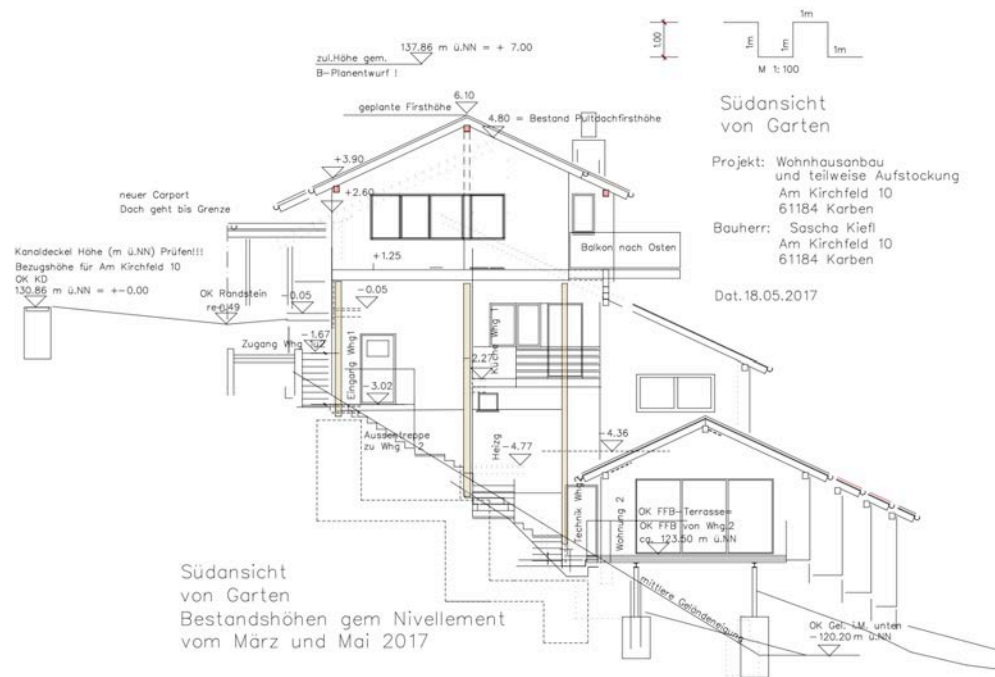 137.86 m ü.NN = + 7.00
zul.Höhe gem.
B-Planentwurf !
1.00
1m
1m
1m
1m
1m
M 1:100
Südansicht
von Garten
Projekt: Wohnhausanbau
und teilweise Aufstockung
Am Kirchfeld 10
61184 Karben
Bauherr: Sascha Kiefl
Am Kirchfeld 10
61184 Karben
Dat.18.05.2017
6.10
geplante Firsthöhe
4.80 = Bestand Pultdachfirsthöhe
+3.90
+2.60
neuer Carport
Dach geht bis Grenze
Balkon nach Osten
+1.25
Kanaldeckel Höhe (m ü.NN) Prüfen!!!
Bezugshöhe für Am Kirchfeld 10
OK KD
130.86 m ü.NN = +-0.00
OK Randstein
-0.05
-0.05
-1.67
Zugang Whg 1u2
Eingang Whg1
Küche Whg 1
-2.27
-3.02
Aussentreppe
zu Whg 2
Heizg
-4.77
-4.36
Technik Whg2
Wohnung 2
OK FFB-Terrasse=
OK FFB von Whg.2
ca. 123.50 m ü.NN
mittlere Geländeneigung
OK Gel. i.M. unten
-120.20 m ü.NN
Südansicht
von Garten
Bestandshöhen gem Nivellement
vom März und Mai 2017